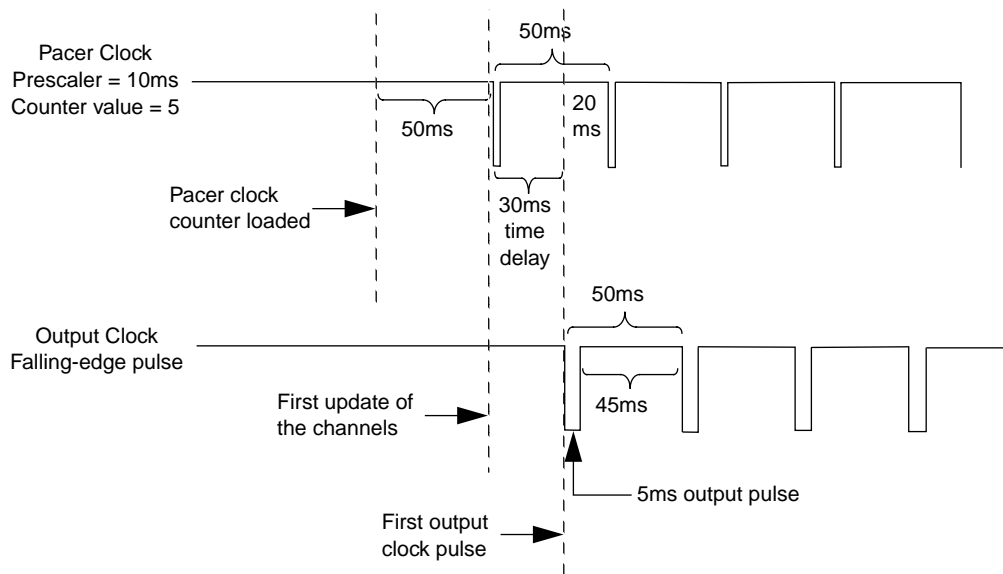 50ms
Pacer Clock
Prescaler = 10ms
Counter value = 5
50ms
20
ms
Pacer clock
counter loaded
30ms
time
delay
50ms
Output Clock
Falling-edge pulse
45ms
First update of
the channels
5ms output pulse
First output
clock pulse